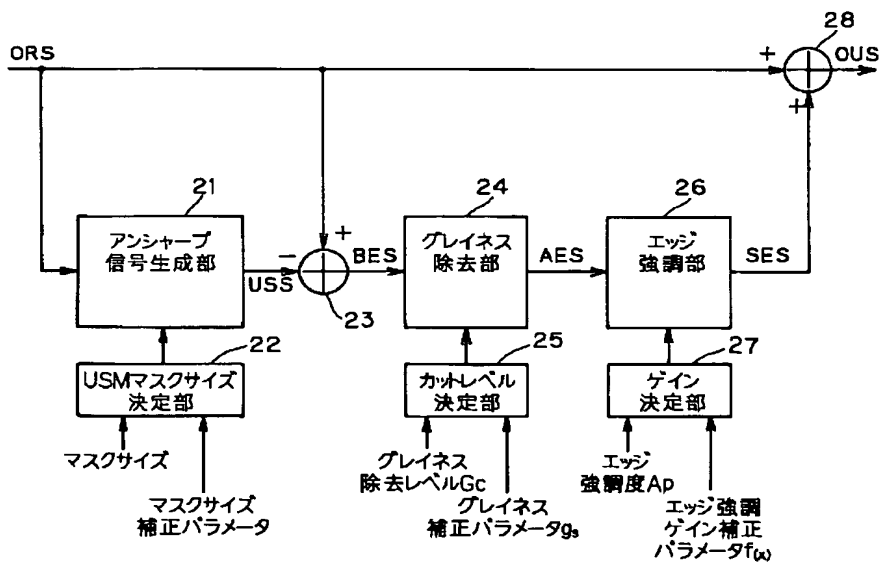 28
ORS
+
OUS
+
21
24
26
アンシャープ
信号生成部
−
+
USS
BES
グレイネス
除去部
AES
エッジ
強調部
SES
23
22
25
27
USMマスクサイズ
決定部
カットレベル
決定部
ゲイン
決定部
マスクサイズ
マスクサイズ
補正パラメータ
グレイネス
除去レベルGc
グレイネス
補正パラメータgs
エッジ
強調度Ap
エッジ強調
ゲイン補正
パラメータf(x)